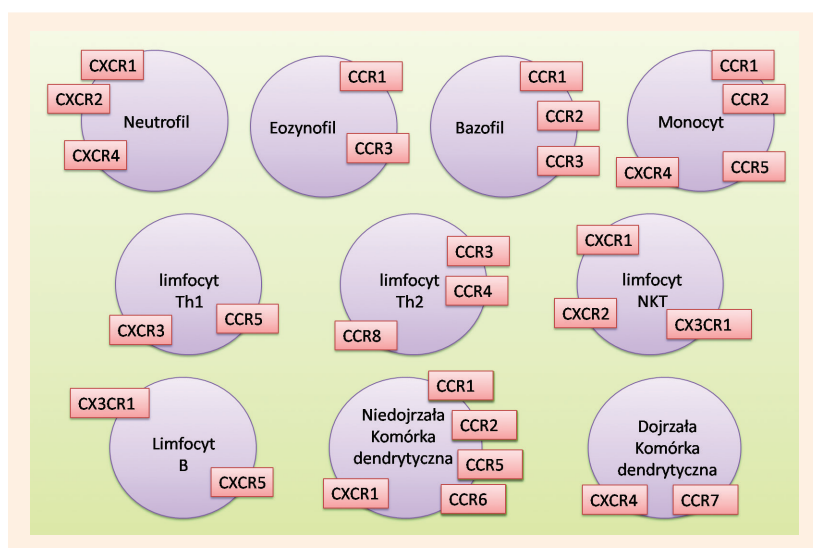 CXCR1
CXCR2
Neutrofil
CXCR4
CCR1
Eozynofil
CCR3
CCR1
CCR2
Bazofil
CCR3
CCR1
CCR2
Monocyt
CCR5
CXCR4
limfocyt
Th1
CXCR3
CCR5
CCR3
limfocyt
Th2
CCR4
CCR8
CXCR1
limfocyt
NKT
CXCR2
CX3CR1
CX3CR1
Limfocyt
B
CXCR5
CCR1
Niedojrzała
Komórka
dendrytyczna
CCR2
CCR5
CXCR1
CCR6
Dojrzała
Komórka
dendrytyczna
CXCR4
CCR7